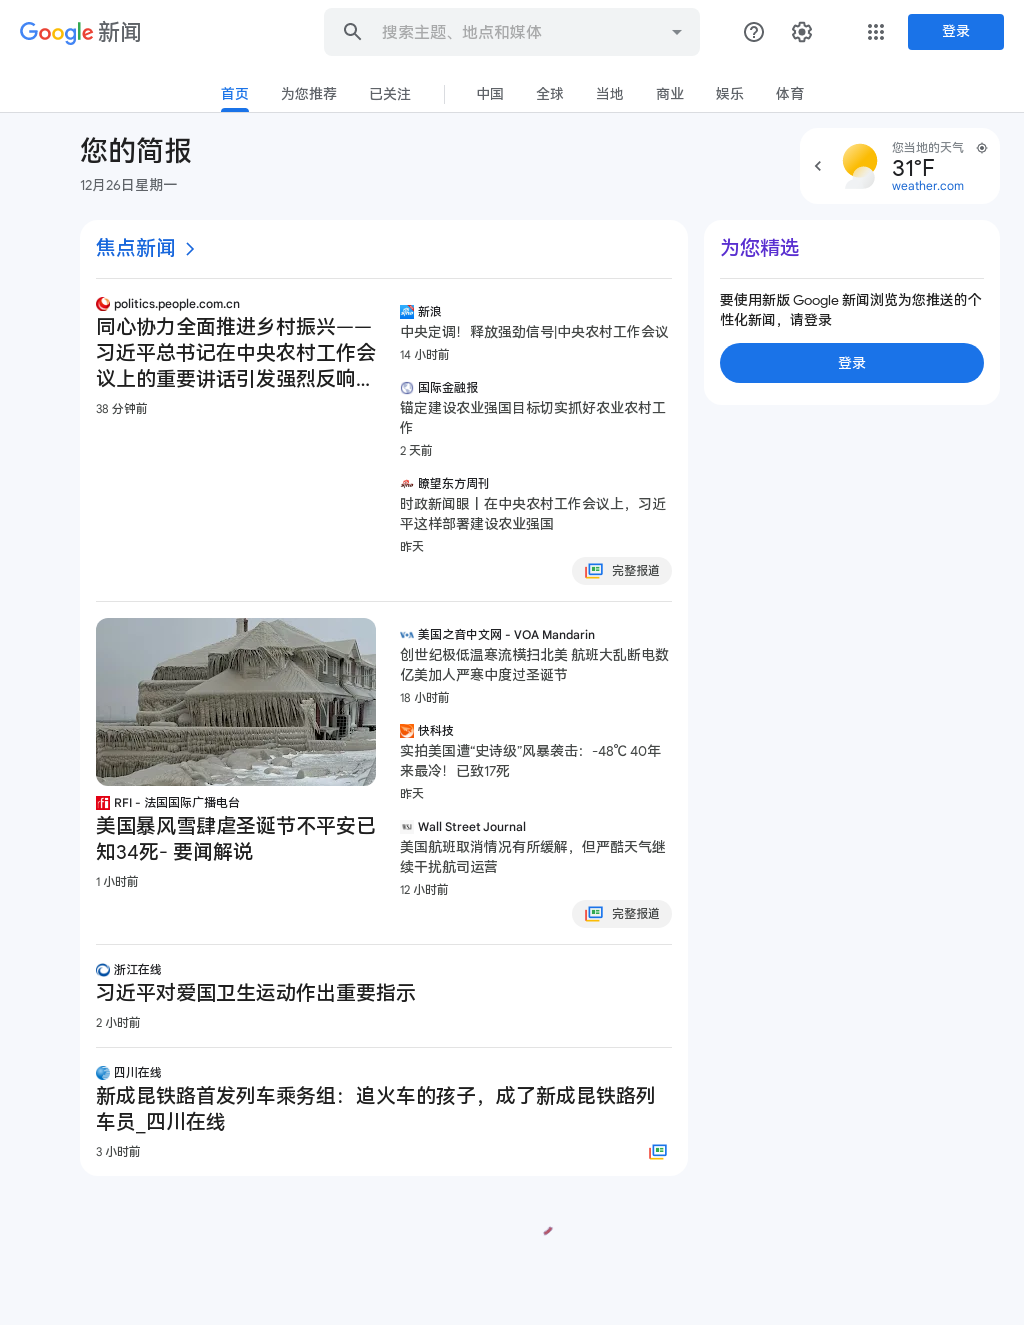 Google 新闻
搜索主题、地点和媒体
登录
首页
为您推荐
已关注
中国
全球
当地
商业
娱乐
体育
您的简报
12月26日星期一
您当地的天气
31°F
weather.com
焦点新闻
politics.people.com.cn
同心协力全面推进乡村振兴——
习近平总书记在中央农村工作会
议上的重要讲话引发强烈反响...
38 分钟前
新浪
中央定调！释放强劲信号|中央农村工作会议
14 小时前
国际金融报
锚定建设农业强国目标切实抓好农业农村工
作
2 天前
瞭望东方周刊
时政新闻眼丨在中央农村工作会议上，习近
平这样部署建设农业强国
昨天
完整报道
RFI - 法国国际广播电台
美国暴风雪肆虐圣诞节不平安已
知34死- 要闻解说
1 小时前
美国之音中文网 - VOA Mandarin
创世纪极低温寒流横扫北美 航班大乱断电数
亿美加人严寒中度过圣诞节
18 小时前
快科技
实拍美国遭“史诗级”风暴袭击：-48℃ 40年
来最冷！已致17死
昨天
Wall Street Journal
美国航班取消情况有所缓解，但严酷天气继
续干扰航司运营
12 小时前
完整报道
浙江在线
习近平对爱国卫生运动作出重要指示
2 小时前
四川在线
新成昆铁路首发列车乘务组：追火车的孩子，成了新成昆铁路列
车员_四川在线
3 小时前
为您精选
要使用新版 Google 新闻浏览为您推送的个
性化新闻，请登录
登录